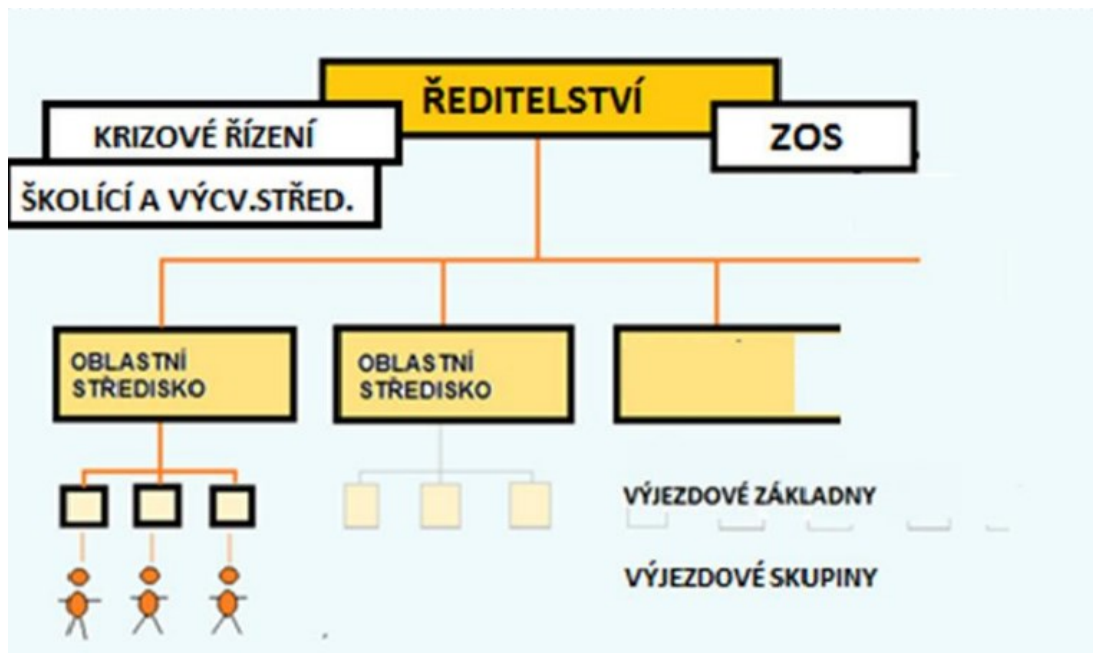 ŘEDITELSTVÍ
KRIZOVÉ ŘÍZENÍ
ZOS
ŠKOLÍCÍ A VÝCV.STŘED.
OBLASTNÍ
STŘEDISKO
OBLASTNÍ
STŘEDISKO
VÝJEZDOVÉ ZÁKLADNY
VÝJEZDOVÉ SKUPINY